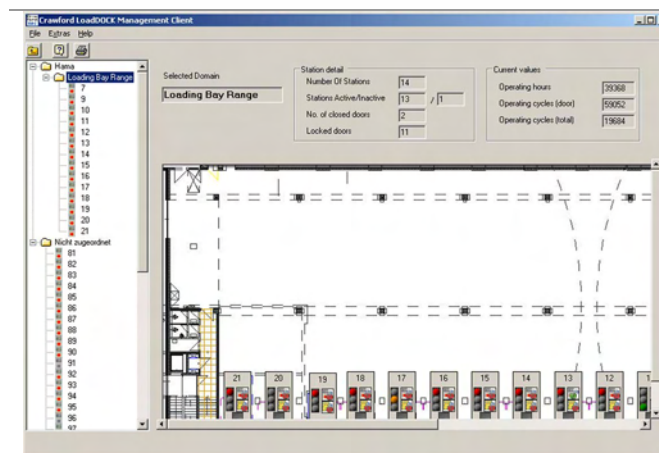 Crawford LoadDOCK Management Client
File Extras Help
Hama
Loading Bay Range
7
9
10
11
12
13
14
15
16
17
18
19
20
21
Nicht zugeordnet
81
82
83
84
85
86
87
88
89
90
91
92
93
94
95
96
97
Selected Domain
Loading Bay Range
Station detail
Number Of Stations 14
Stations Active/Inactive 13 / 1
No. of closed doors 2
Locked doors 11
Current values
Operating hours 39368
Operating cycles (door) 59052
Operating cycles (total) 19684
21 20 19 18 17 16 15 14 13 12